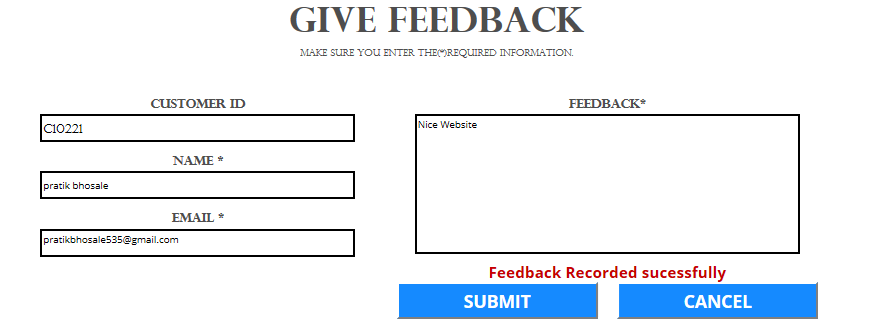 GIVE FEEDBACK
MAKE SURE YOU ENTER THE(*)REQUIRED INFORMATION.
CUSTOMER ID
C10221
NAME *
pratik bhosale
EMAIL *
pratikbhosale535@gmail.com
FEEDBACK*
Nice Website
Feedback Recorded sucessfully
SUBMIT
CANCEL